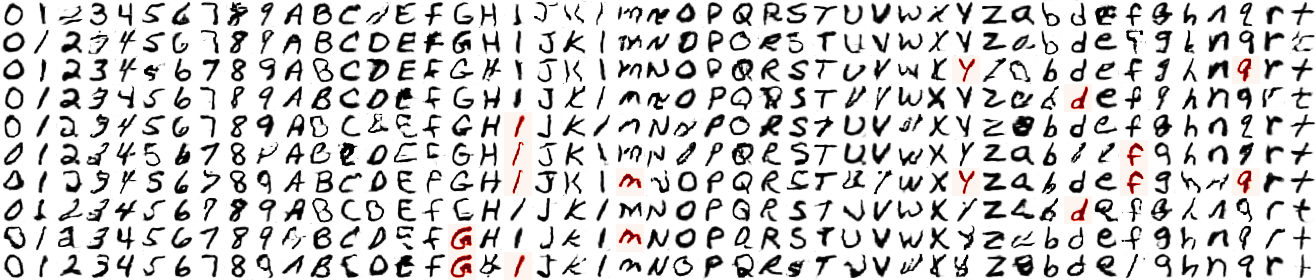 0 1 2 3 4 5 6 7 8 9 A B C D E f G H I J K l m N O P Q R S T U V W X Y Z a b d e f g h n q r t
0 1 2 3 4 5 6 7 8 9 A B C D E F G H I J K l m N O P Q R S T U V W X Y Z a b d e f g h n q r t
0 1 2 3 4 5 6 7 8 9 A B C D E F G H I J K l m N O P Q R S T U V W X Y Z a b d e f g h n q r t
0 1 2 3 4 5 6 7 8 9 A B C D E f G H I J K l m N O P Q R S T U V W X Y Z a b d e f g h n q r t
0 1 2 3 4 5 6 7 8 9 A B C D E f G H I J K l m N O P Q R S T U V W X Y Z a b d e f g h n q r t
0 1 2 3 4 5 6 7 8 9 A B C D E F G H I J K l m N O P Q R S T U V W X Y Z a b d e f g h n q r t
0 1 2 3 4 5 6 7 8 9 A B C D E F G H I J K l m N O P Q R S T U V W X Y Z a b d e f g h n q r t
0 1 2 3 4 5 6 7 8 9 A B C D E f G H I J K l m N O P Q R S T U V W X Y Z a b d e f g h n q r t
0 1 2 3 4 5 6 7 8 9 A B C D E f G H I J K l m N O P Q R S T U V W X Y Z a b d e f g h n q r t
0 1 2 3 4 5 6 7 8 9 A B C D E f G H I J K l m N O P Q R S T U V W X Y Z a b d e f g h n q r t